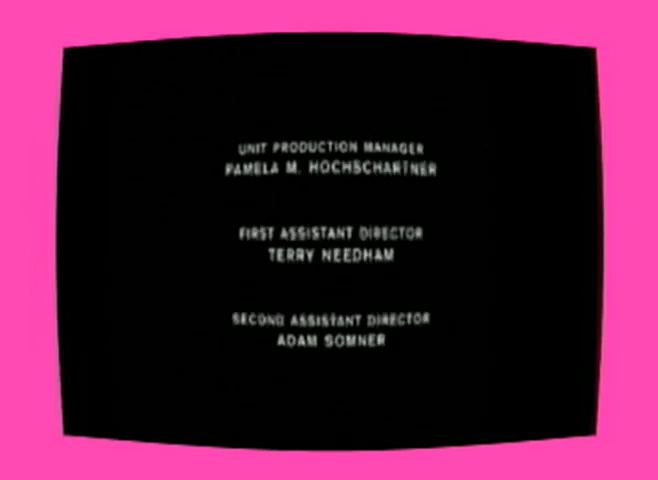 UNIT PRODUCTION MANAGER
PAMELA M. HOCHSCHARTNER
FIRST ASSISTANT DIRECTOR
TERRY NEEDHAM
SECOND ASSISTANT DIRECTOR
ADAM SOMNER